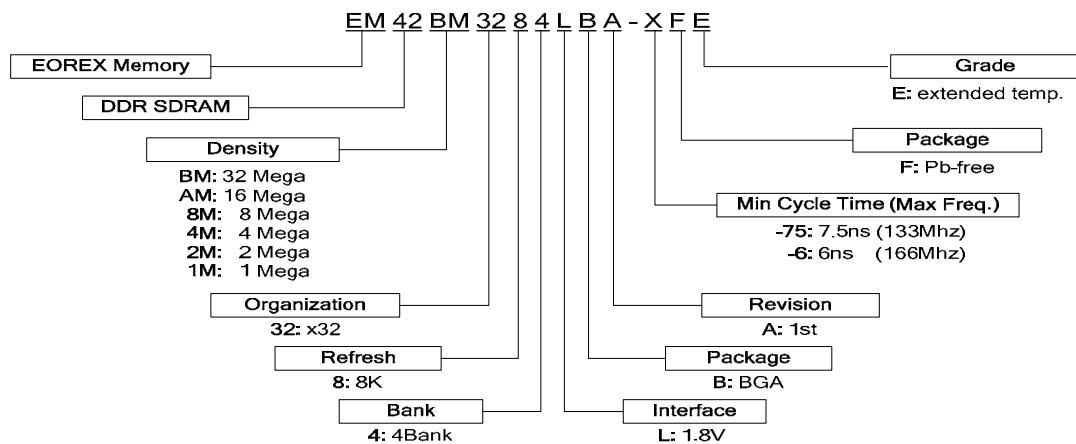 EM 42 BM 32 8 4 L B A - X F E
EOREX Memory
DDR SDRAM
Density
BM: 32 Mega
AM: 16 Mega
8M: 8 Mega
4M: 4 Mega
2M: 2 Mega
1M: 1 Mega
Organization
32: x32
Refresh
8: 8K
Bank
4: 4Bank
Grade
E: extended temp.
Package
F: Pb-free
Min Cycle Time (Max Freq.)
-75: 7.5ns (133Mhz)
-6: 6ns (166Mhz)
Revision
A: 1st
Package
B: BGA
Interface
L: 1.8V